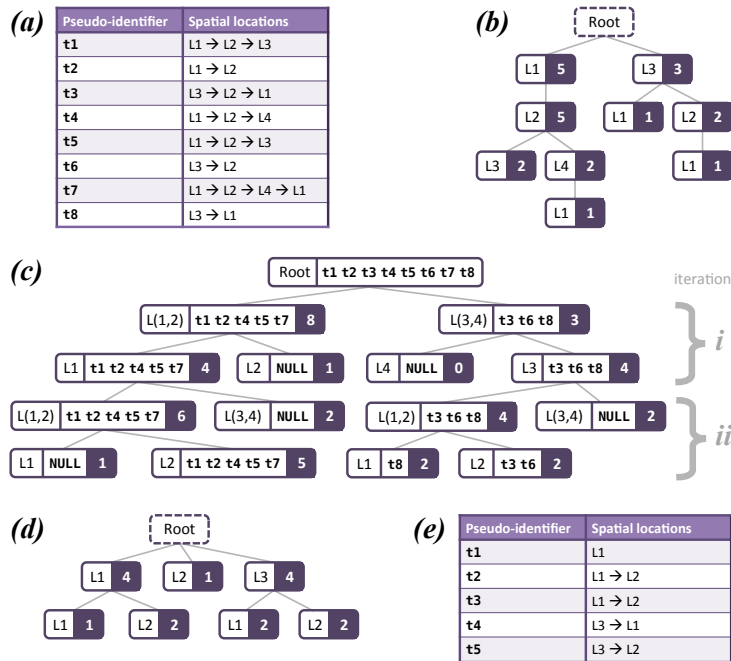 (a)
Pseudo-identifier Spatial locations
t1 L1 → L2 → L3
t2 L1 → L2
t3 L3 → L2 → L1
t4 L1 → L2 → L4
t5 L1 → L2 → L3
t6 L3 → L2
t7 L1 → L2 → L4 → L1
t8 L3 → L1
(b)
Root
L1 5 L3 3
L2 5 L1 1 L2 2
L3 2 L4 2 L1 1
L1 1
(c)
Root t1 t2 t3 t4 t5 t6 t7 t8
iteration
L(1,2) t1 t2 t4 t5 t7 8 L(3,4) t3 t6 t8 3
i
L1 t1 t2 t4 t5 t7 4 L2 NULL 1 L4 NULL 0 L3 t3 t6 t8 4
L(1,2) t1 t2 t4 t5 t7 6 L(3,4) NULL 2 L(1,2) t3 t6 t8 4 L(3,4) NULL 2
ii
L1 NULL 1 L2 t1 t2 t4 t5 t7 5 L1 t8 2 L2 t3 t6 2
(d)
Root
L1 4 L2 1 L3 4
L1 1 L2 2 L1 2 L2 2
(e)
Pseudo-identifier Spatial locations
t1 L1
t2 L1 → L2
t3 L1 → L2
t4 L3 → L1
t5 L3 → L2